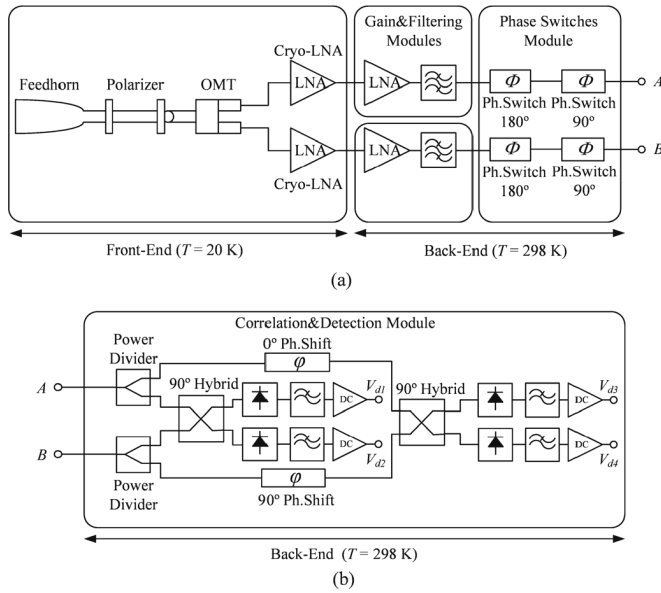 Gain&Filtering
Modules
Phase Switches
Module
Cryo-LNA
Feedhorn
Polarizer
OMT
LNA
LNA
Φ
Φ
A
Ph.Switch
180º
Ph.Switch
90º
LNA
LNA
Φ
Φ
B
Cryo-LNA
Ph.Switch
180º
Ph.Switch
90º
Front-End (T = 20 K)
Back-End (T = 298 K)
(a)
Correlation&Detection Module
0º Ph.Shift
Power
Divider
φ
90º Hybrid
90º Hybrid
A
DC
Vd1
DC
Vd3
B
DC
Vd2
DC
Vd4
φ
90º Ph.Shift
Power
Divider
Back-End (T = 298 K)
(b)